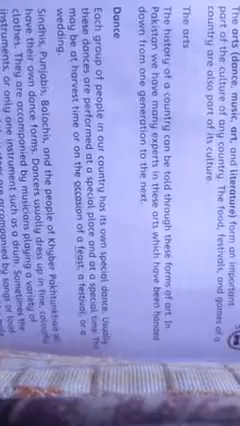 The arts (dance, music, art, and literature) form an important
part of the culture of any country. The food, festivals, and games of a
country are also part of its culture.
The arts
The history of a country can be told through these forms of art. In
Pakistan we have many experts in these arts which have been handed
down from one generation to the next.
Dance
Each group of people in our country has its own special dance. Usually
these dances are performed at a special place and at a special time. This
may be at harvest time or on the occasion of a feast, a festival, or a
wedding.
Sindhis, Punjabis, Balochis, and the people of Khyber Pakhtunkhwa all
have their own dance forms. Dancers usually dress up in fine, colourful
clothes. They are accompanied by musicians playing a variety of
instruments, or only one instrument such as a drum. Sometimes the
accompanied by songs or loud